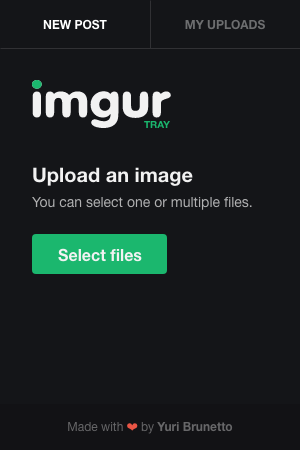 NEW POST
MY UPLOADS
imgur
TRAY
Upload an image
You can select one or multiple files.
Select files
Made with ❤ by Yuri Brunetto